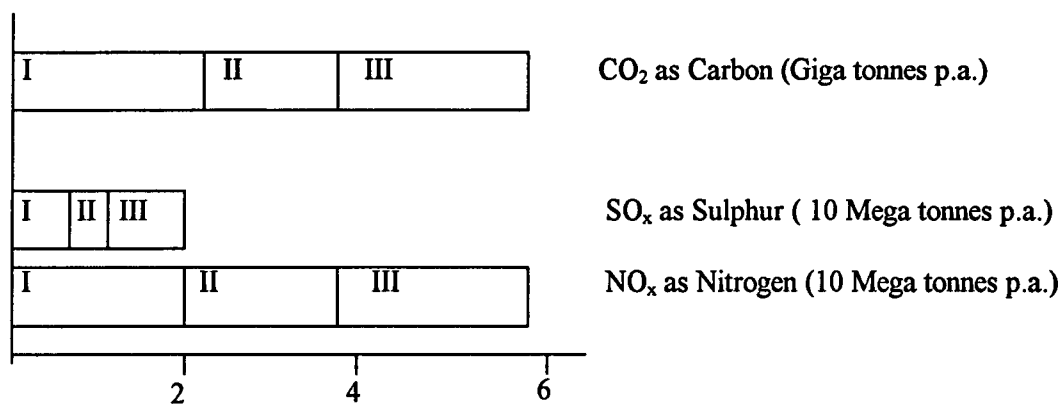 I II III CO₂ as Carbon (Giga tonnes p.a.)
I II III SOₓ as Sulphur ( 10 Mega tonnes p.a.)
I II III NOₓ as Nitrogen (10 Mega tonnes p.a.)
2 4 6